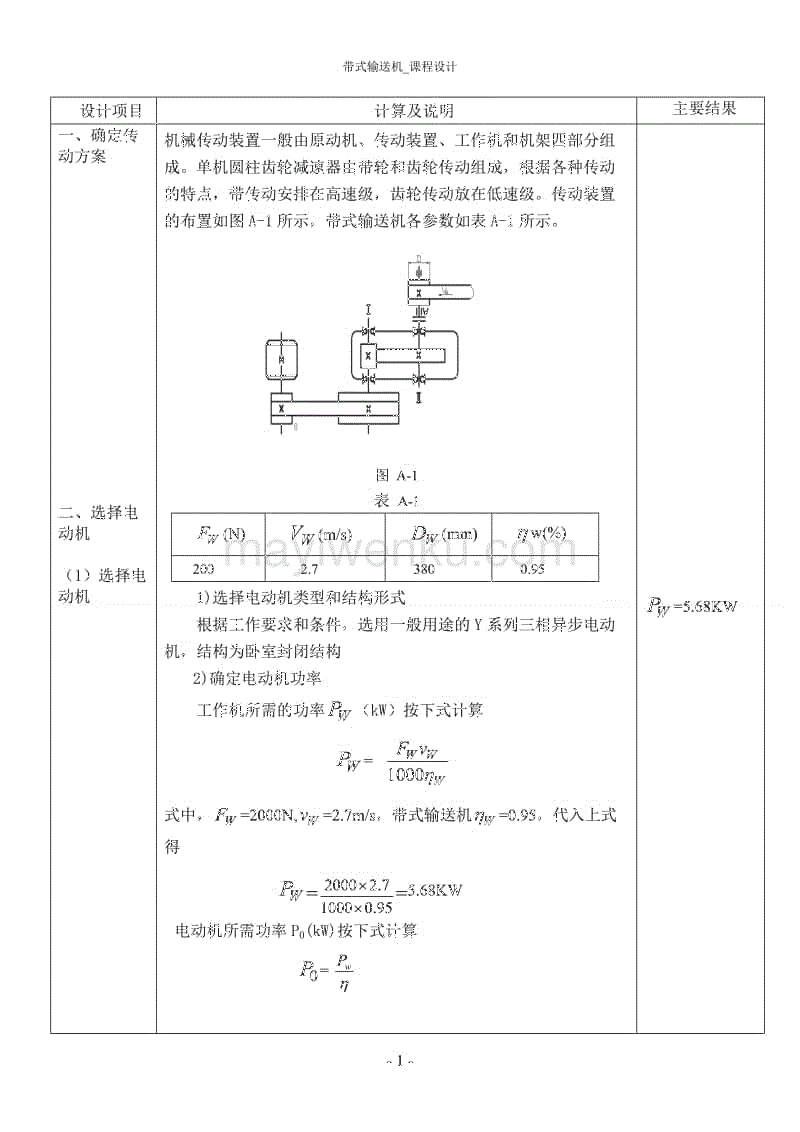 带式输送机_课程设计
设计项目
计算及说明
主要结果
一、确定传
动方案
机械传动装置一般由原动机、传动装置、工作机和机架四部分组
成。单机圆柱齿轮减速器由带轮和齿轮传动组成，根据各种传动
的特点，带传动安排在高速级，齿轮传动放在低速级。传动装置
的布置如图 A-1 所示，带式输送机各参数如表 A-1 所示。
图 A-1
表 A-1
二、选择电
动机
（1）选择电
动机
F_W (N) V_W (m/s) D_W (mm) η w(%)
200 2.7 380 0.95
mayiwenku.com
1)选择电动机类型和结构形式
根据工作要求和条件，选用一般用途的 Y 系列三相异步电动
机，结构为卧室封闭结构
2)确定电动机功率
工作机所需的功率 P_W （kW）按下式计算
P_W = F_W v_W / 1000η_W
式中，F_W =2000N, v_W =2.7m/s，带式输送机 η_W =0.95，代入上式
得
P_W = 2000×2.7 / 1000×0.95 =5.68KW
电动机所需功率 P₀(kW)按下式计算
P₀ = P_w / η
P_W =5.68KW
- 1 -